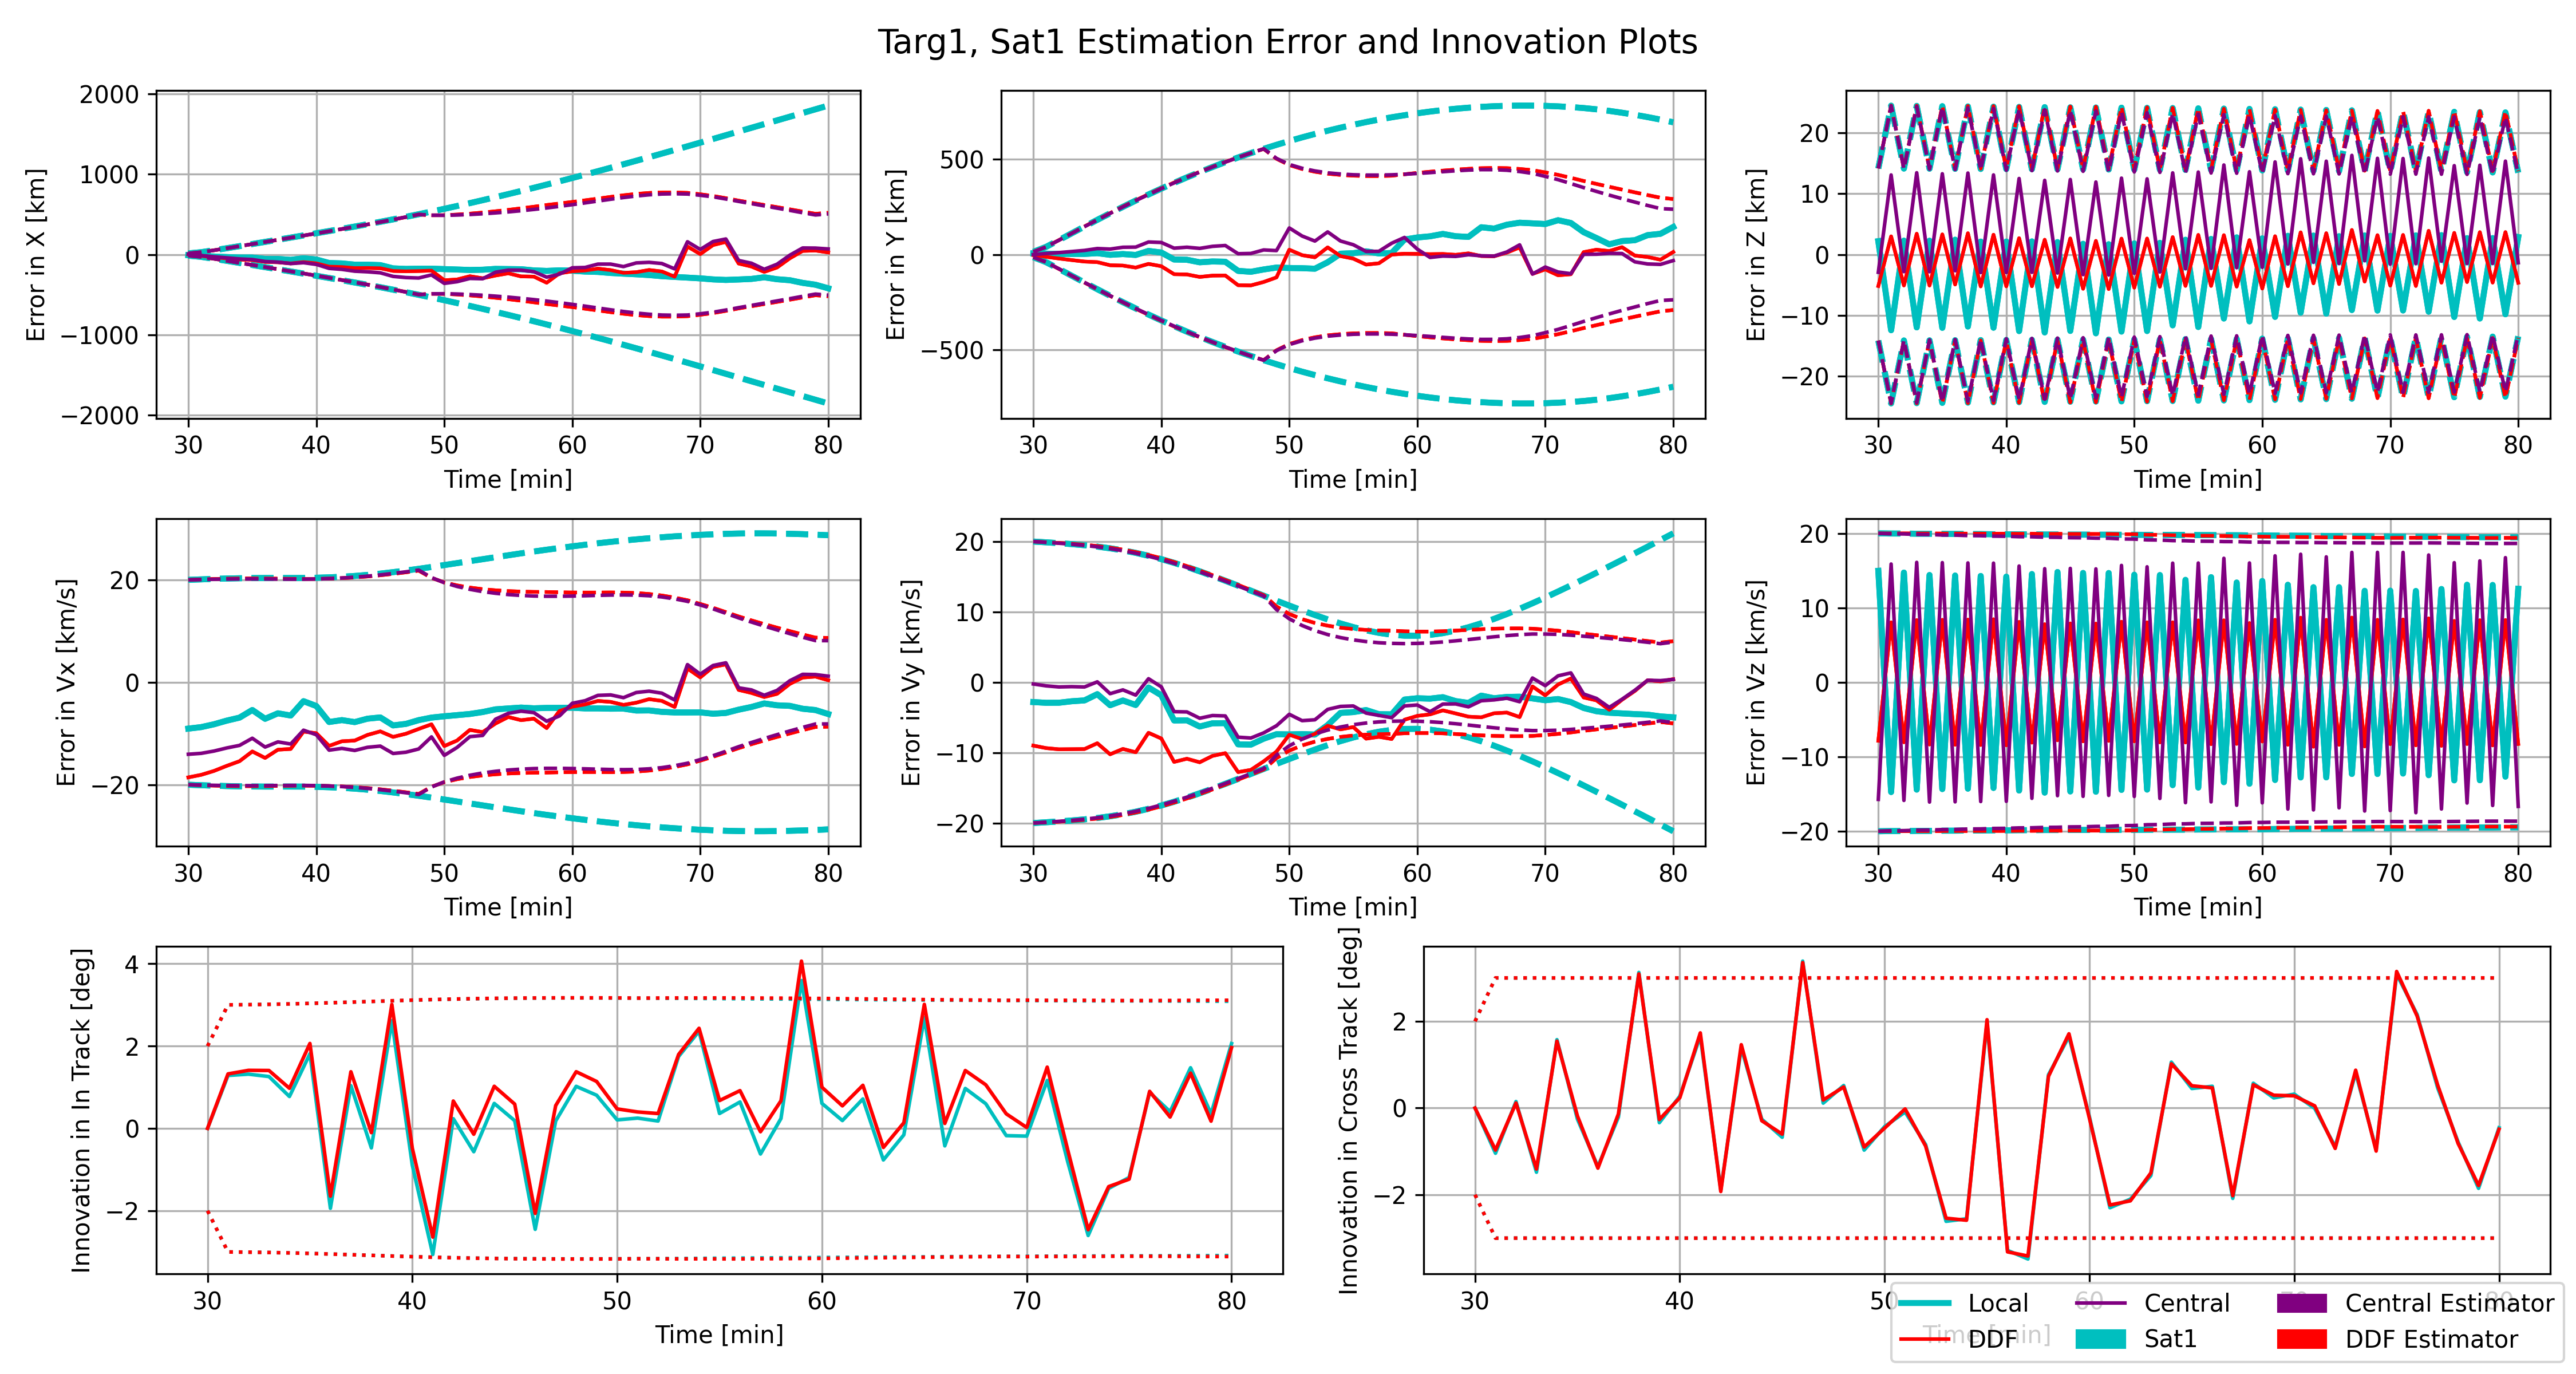 Targ1, Sat1 Estimation Error and Innovation Plots
2000
1000
0
−1000
−2000
Error in X [km]
30 40 50 60 70 80
Time [min]
500
0
−500
Error in Y [km]
30 40 50 60 70 80
Time [min]
20
10
0
−10
−20
Error in Z [km]
30 40 50 60 70 80
Time [min]
20
0
−20
Error in Vx [km/s]
30 40 50 60 70 80
Time [min]
20
10
0
−10
−20
Error in Vy [km/s]
30 40 50 60 70 80
Time [min]
20
10
0
−10
−20
Error in Vz [km/s]
30 40 50 60 70 80
Time [min]
4
2
0
−2
Innovation in In Track [deg]
30 40 50 60 70 80
Time [min]
2
0
−2
Innovation in Cross Track [deg]
30 40 50 60 70 80
Time [min]
Local Central Central Estimator
DDF Sat1 DDF Estimator